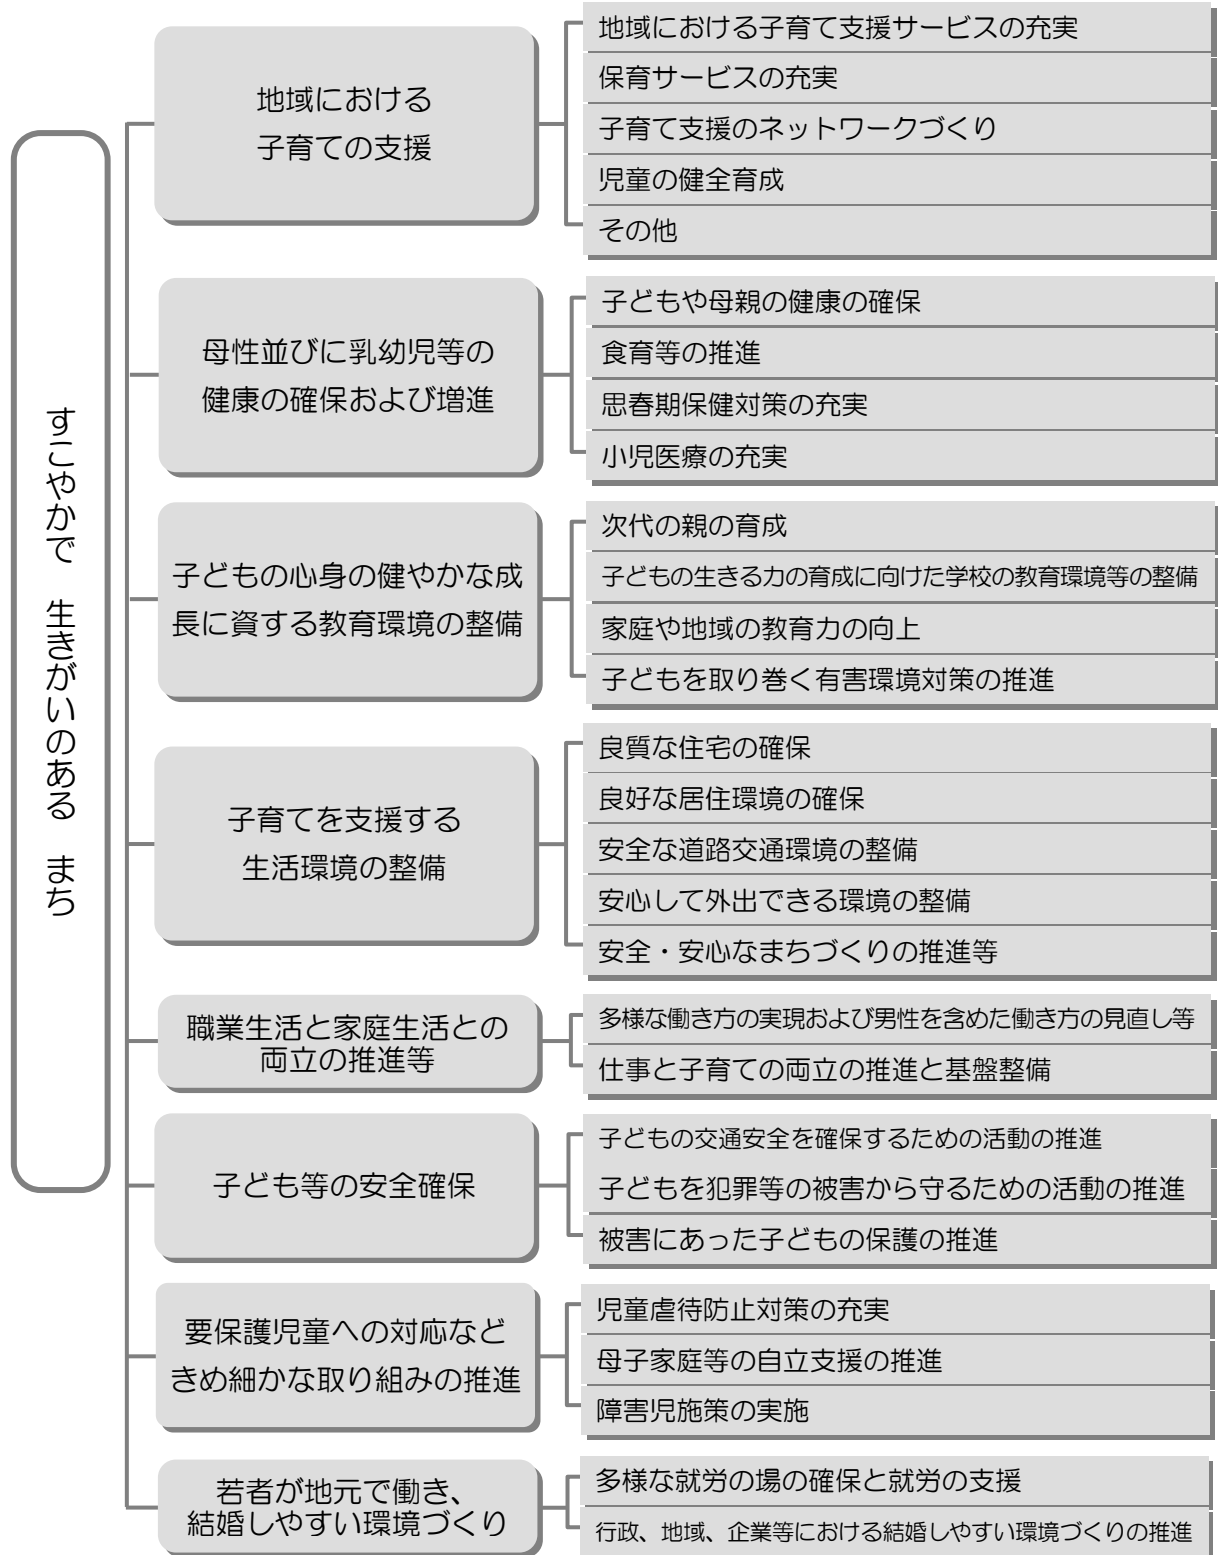 すこやかで　生きがいのある　まち
地域における
子育ての支援
地域における子育て支援サービスの充実
保育サービスの充実
子育て支援のネットワークづくり
児童の健全育成
その他
母性並びに乳幼児等の
健康の確保および増進
子どもや母親の健康の確保
食育等の推進
思春期保健対策の充実
小児医療の充実
子どもの心身の健やかな成
長に資する教育環境の整備
次代の親の育成
子どもの生きる力の育成に向けた学校の教育環境等の整備
家庭や地域の教育力の向上
子どもを取り巻く有害環境対策の推進
子育てを支援する
生活環境の整備
良質な住宅の確保
良好な居住環境の確保
安全な道路交通環境の整備
安心して外出できる環境の整備
安全・安心なまちづくりの推進等
職業生活と家庭生活との
両立の推進等
多様な働き方の実現および男性を含めた働き方の見直し等
仕事と子育ての両立の推進と基盤整備
子ども等の安全確保
子どもの交通安全を確保するための活動の推進
子どもを犯罪等の被害から守るための活動の推進
被害にあった子どもの保護の推進
要保護児童への対応など
きめ細かな取り組みの推進
児童虐待防止対策の充実
母子家庭等の自立支援の推進
障害児施策の実施
若者が地元で働き、
結婚しやすい環境づくり
多様な就労の場の確保と就労の支援
行政、地域、企業等における結婚しやすい環境づくりの推進